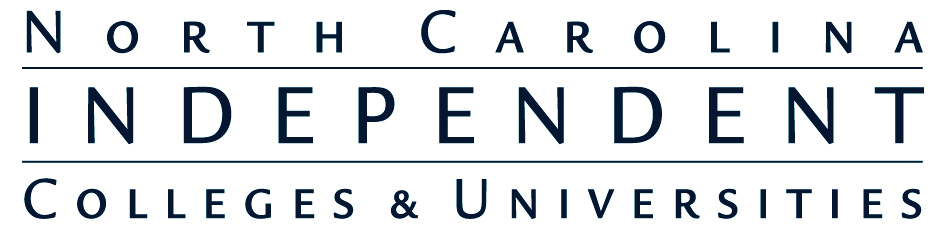 North Carolina
INDEPENDENT
Colleges & Universities